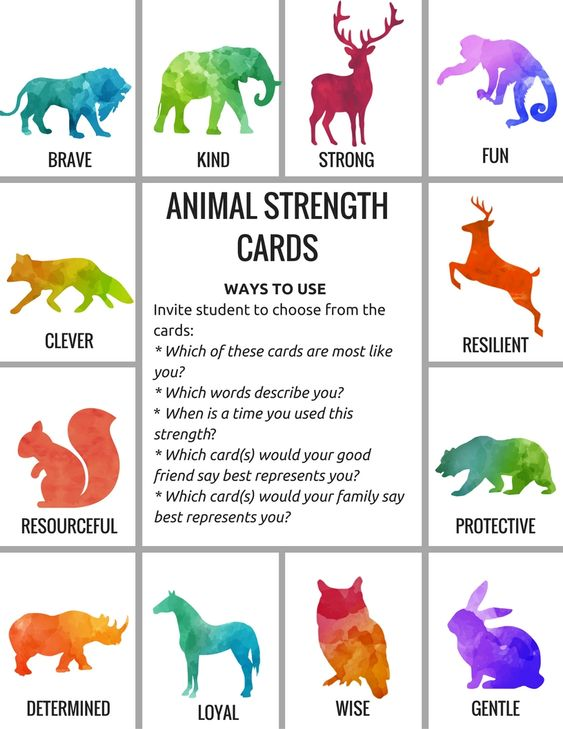 BRAVE
KIND
STRONG
FUN
ANIMAL STRENGTH
CARDS
WAYS TO USE
Invite student to choose from the
cards:
* Which of these cards are most like
you?
* Which words describe you?
* When is a time you used this
strength?
* Which card(s) would your good
friend say best represents you?
* Which card(s) would your family say
best represents you?
CLEVER
RESILIENT
RESOURCEFUL
PROTECTIVE
DETERMINED
LOYAL
WISE
GENTLE